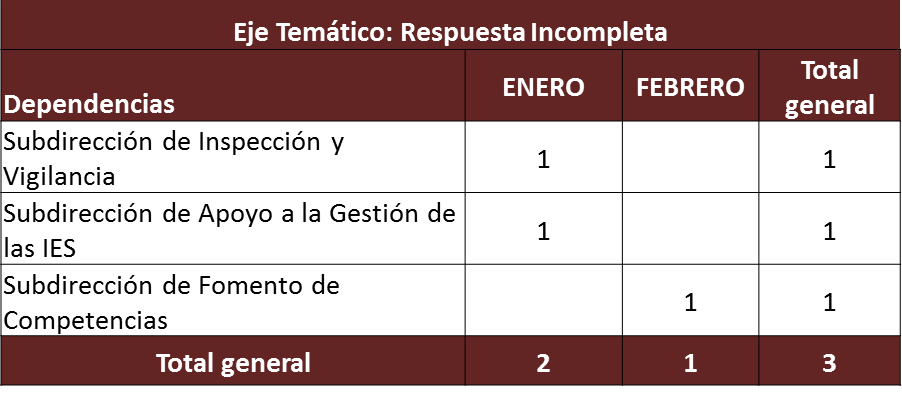 Eje Temático: Respuesta Incompleta
Dependencias ENERO FEBRERO Total general
Subdirección de Inspección y
Vigilancia 1 1
Subdirección de Apoyo a la Gestión de
las IES 1 1
Subdirección de Fomento de
Competencias 1 1
Total general 2 1 3